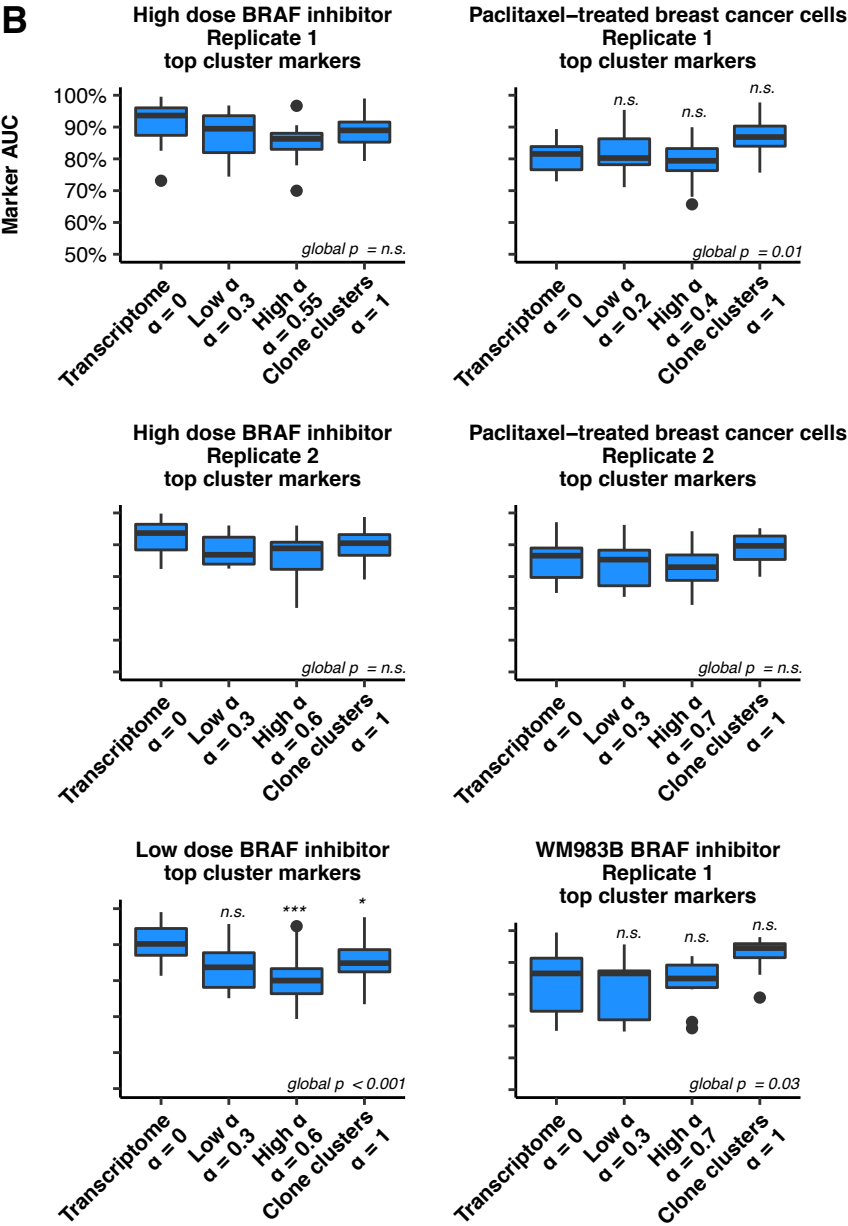 B
High dose BRAF inhibitor
Replicate 1
top cluster markers
Marker AUC
100%
90%
80%
70%
60%
50%
global p = n.s.
Transcriptome
α = 0
Low α
α = 0.3
High α
α = 0.55
Clone clusters
α = 1
Paclitaxel–treated breast cancer cells
Replicate 1
top cluster markers
n.s.
n.s.
n.s.
global p = 0.01
Transcriptome
α = 0
Low α
α = 0.2
High α
α = 0.4
Clone clusters
α = 1
High dose BRAF inhibitor
Replicate 2
top cluster markers
global p = n.s.
Transcriptome
α = 0
Low α
α = 0.3
High α
α = 0.6
Clone clusters
α = 1
Paclitaxel–treated breast cancer cells
Replicate 2
top cluster markers
global p = n.s.
Transcriptome
α = 0
Low α
α = 0.3
High α
α = 0.7
Clone clusters
α = 1
Low dose BRAF inhibitor
top cluster markers
n.s.
***
*
global p < 0.001
Transcriptome
α = 0
Low α
α = 0.3
High α
α = 0.6
Clone clusters
α = 1
WM983B BRAF inhibitor
Replicate 1
top cluster markers
n.s.
n.s.
n.s.
global p = 0.03
Transcriptome
α = 0
Low α
α = 0.3
High α
α = 0.7
Clone clusters
α = 1